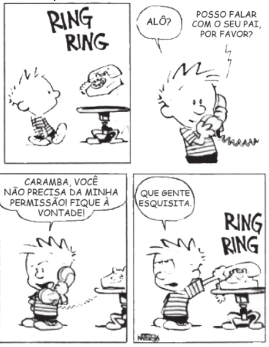 RING
RING
ALÔ?
POSSO FALAR
COM O SEU PAI,
POR FAVOR?
CARAMBA, VOCÊ
NÃO PRECISA DA MINHA
PERMISSÃO! FIQUE À
VONTADE!
QUE GENTE
ESQUISITA.
RING
RING